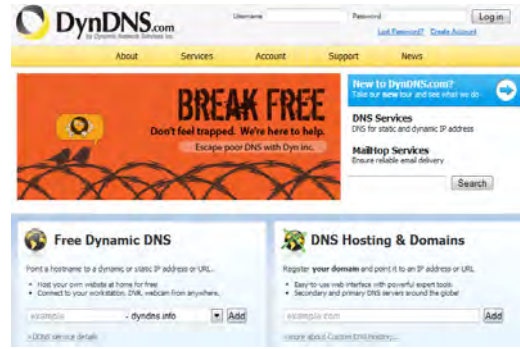 DynDNS.com
by Dynamic Network Services Inc.
Username
Password
Log in
Lost Password? Create Account
About Services Account Support News
BREAK FREE
Don't feel trapped. We're here to help.
Escape poor DNS with Dyn Inc.
New to DynDNS.com?
Take our new tour and see what we do
DNS Services
DNS for static and dynamic IP address
MailHop Services
Ensure reliable email delivery
Search
Free Dynamic DNS
Point a hostname to a dynamic or static IP address or URL.
• Host your own website at home for free
• Connect to your workstation, DVR, webcam from anywhere.
example - dyndns.info Add
» DDNS service details
DNS Hosting & Domains
Register your domain and point it to an IP address or URL
• Easy-to-use web interface with powerful expert tools
• Secondary and primary DNS servers around the globe!
example.com Add
» more about Custom DNS hosting...